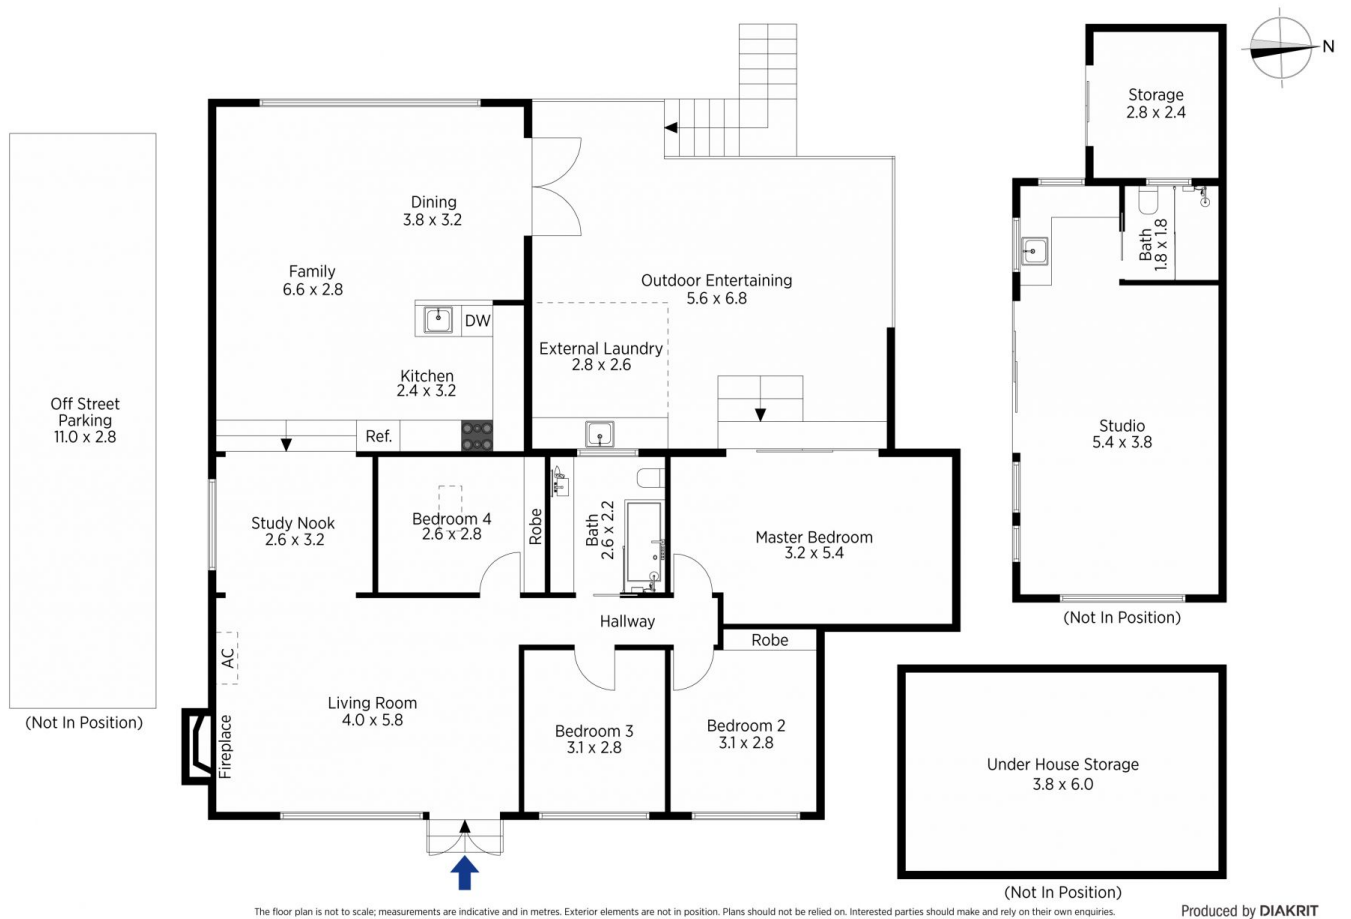 N
Storage
2.8 x 2.4
Dining
3.8 x 3.2
Family
6.6 x 2.8
Outdoor Entertaining
5.6 x 6.8
Bath
1.8 x 1.8
DW
External Laundry
2.8 x 2.6
Kitchen
2.4 x 3.2
Off Street
Parking
11.0 x 2.8
Ref.
Studio
5.4 x 3.8
Study Nook
2.6 x 3.2
Bedroom 4
2.6 x 2.8
Robe
Bath
2.6 x 2.2
Master Bedroom
3.2 x 5.4
Hallway
(Not In Position)
Robe
AC
Living Room
4.0 x 5.8
Fireplace
(Not In Position)
Bedroom 3
3.1 x 2.8
Bedroom 2
3.1 x 2.8
Under House Storage
3.8 x 6.0
(Not In Position)
The floor plan is not to scale; measurements are indicative and in metres. Exterior elements are not in position. Plans should not be relied on. Interested parties should make and rely on their own enquiries.
Produced by DIAKRIT